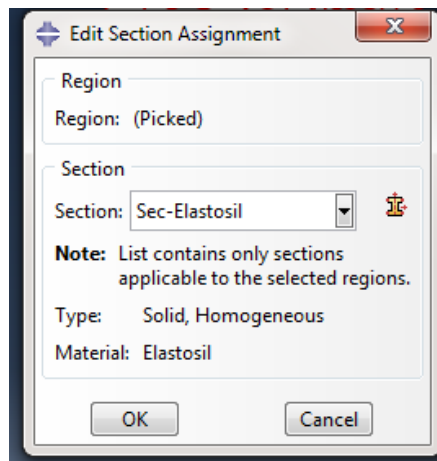 Edit Section Assignment
Region
Region: (Picked)
Section
Section: Sec-Elastosil
Note: List contains only sections
applicable to the selected regions.
Type: Solid, Homogeneous
Material: Elastosil
OK Cancel